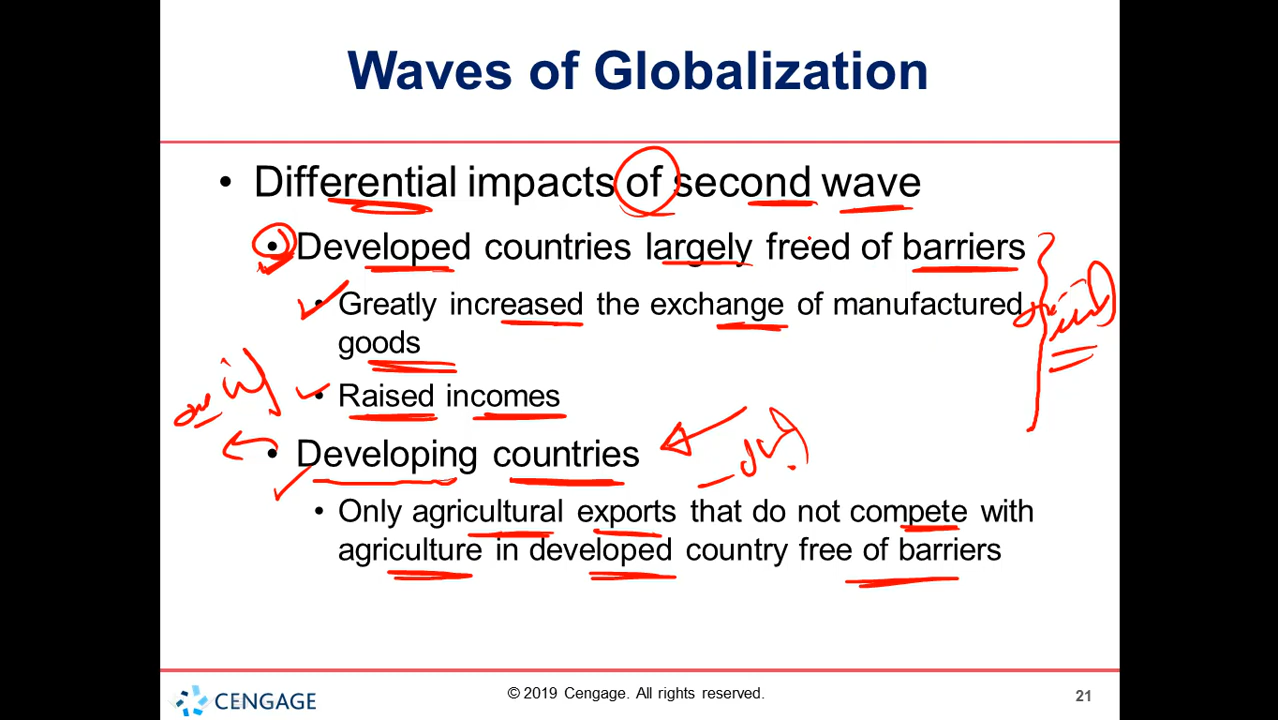 Waves of Globalization
• Differential impacts of second wave
• Developed countries largely freed of barriers
• Greatly increased the exchange of manufactured
goods
• Raised incomes
• Developing countries
• Only agricultural exports that do not compete with
agriculture in developed country free of barriers
CENGAGE
© 2019 Cengage. All rights reserved.
21